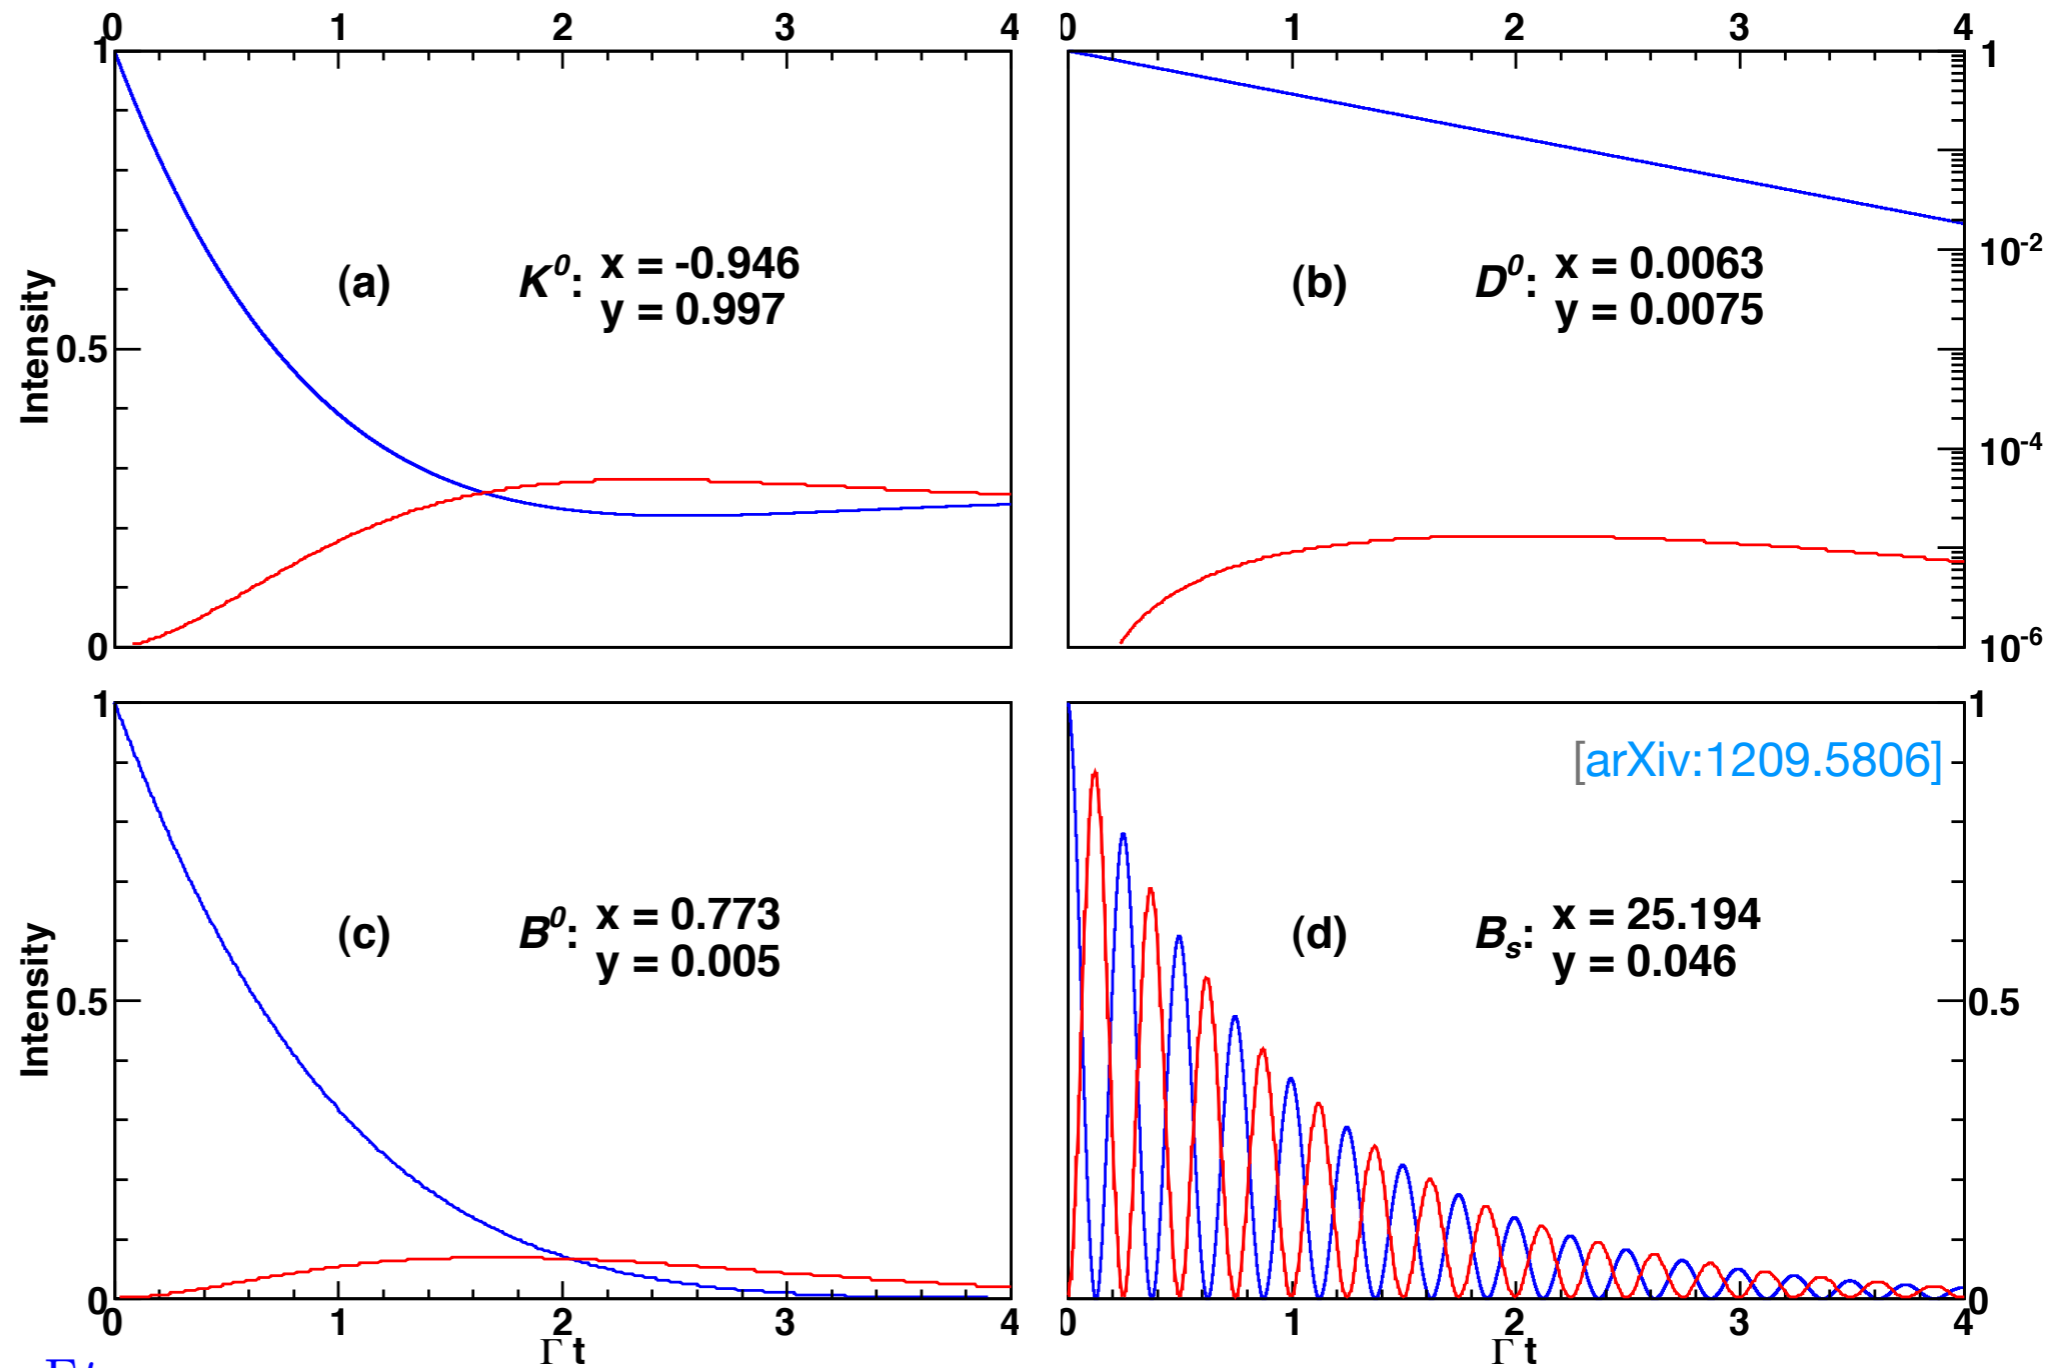 0 1 2 3 4
0 1 2 3 4
1
0.5
0
Intensity
(a)
K⁰: x = -0.946
y = 0.997
(b)
D⁰: x = 0.0063
y = 0.0075
1
10⁻²
10⁻⁴
10⁻⁶
1
0.5
0
Intensity
(c)
B⁰: x = 0.773
y = 0.005
[arXiv:1209.5806]
(d)
Bₛ: x = 25.194
y = 0.046
1
0.5
0
0 1 2 3 4
Γ t
0 1 2 3 4
Γ t